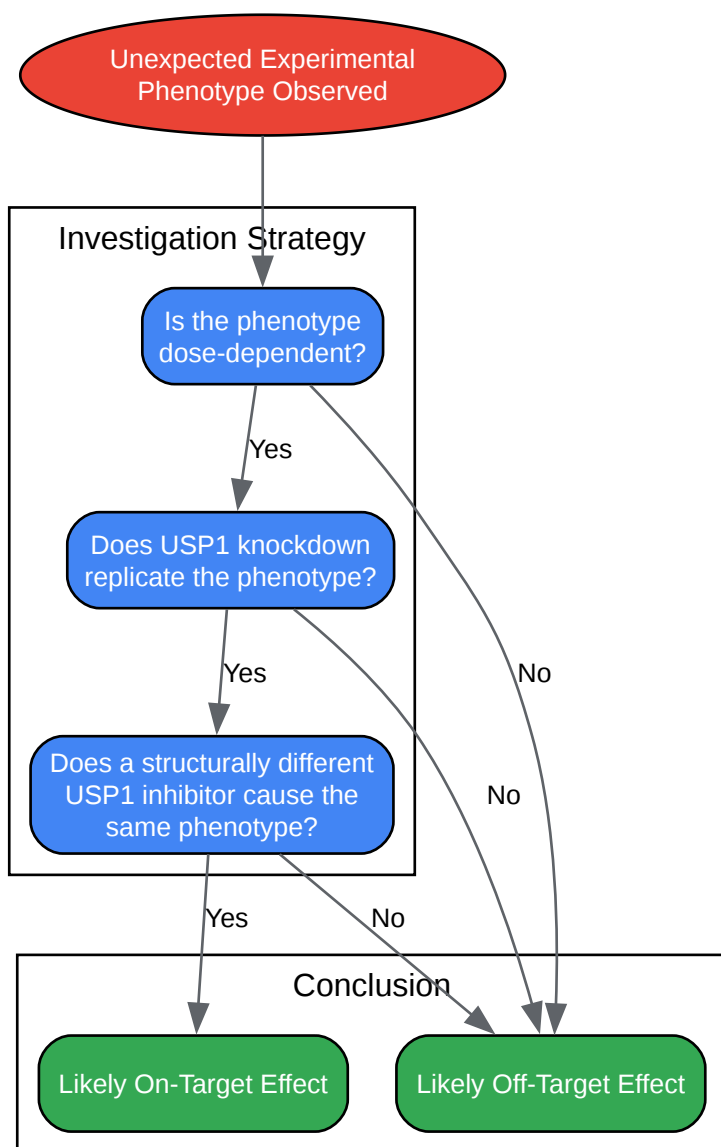 Unexpected Experimental
Phenotype Observed
Investigation Strategy
Is the phenotype
dose-dependent?
Yes
Does USP1 knockdown
replicate the phenotype?
Yes
No
Does a structurally different
USP1 inhibitor cause the
same phenotype?
No
Yes
No
Conclusion
Likely On-Target Effect
Likely Off-Target Effect